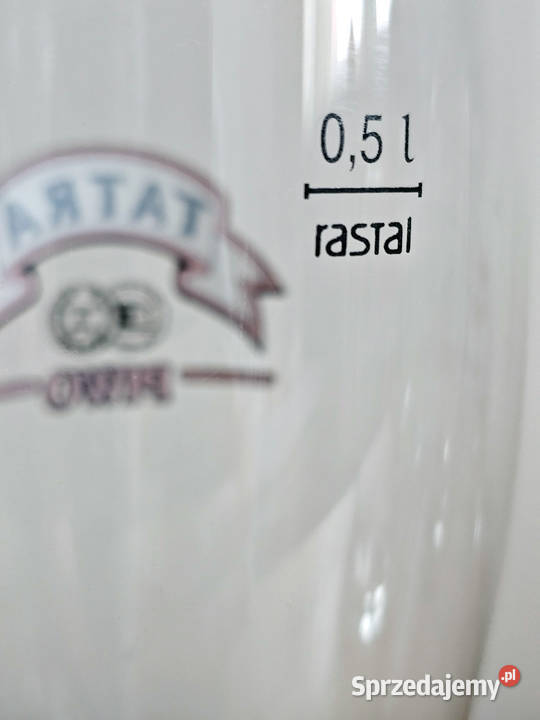 0,5 l
rastal
TATRA
PIWO
Sprzedajemy.pl